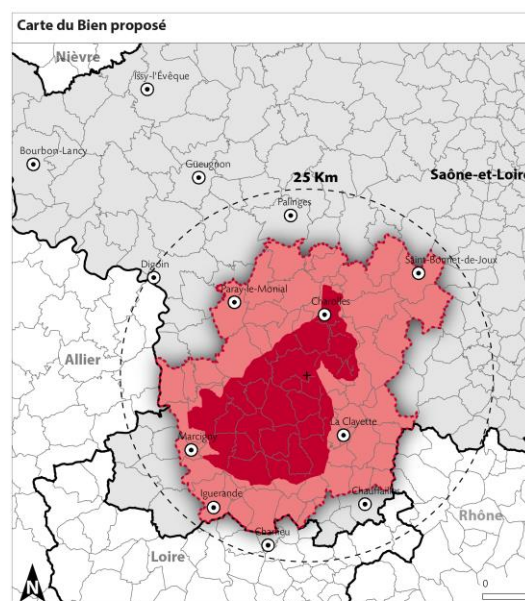 Carte du Bien proposé
Nièvre
Issy-l'Évêque
Bourbon-Lancy
Gueugnon
Saône-et-Loire
25 Km
Palinges
Digoin
Saint-Bonnet-de-Joux
Paray-le-Monial
Charolles
Allier
La Clayette
Marcigny
Iguerande
Chauffailles
Rhône
Charlieu
Loire
N
0